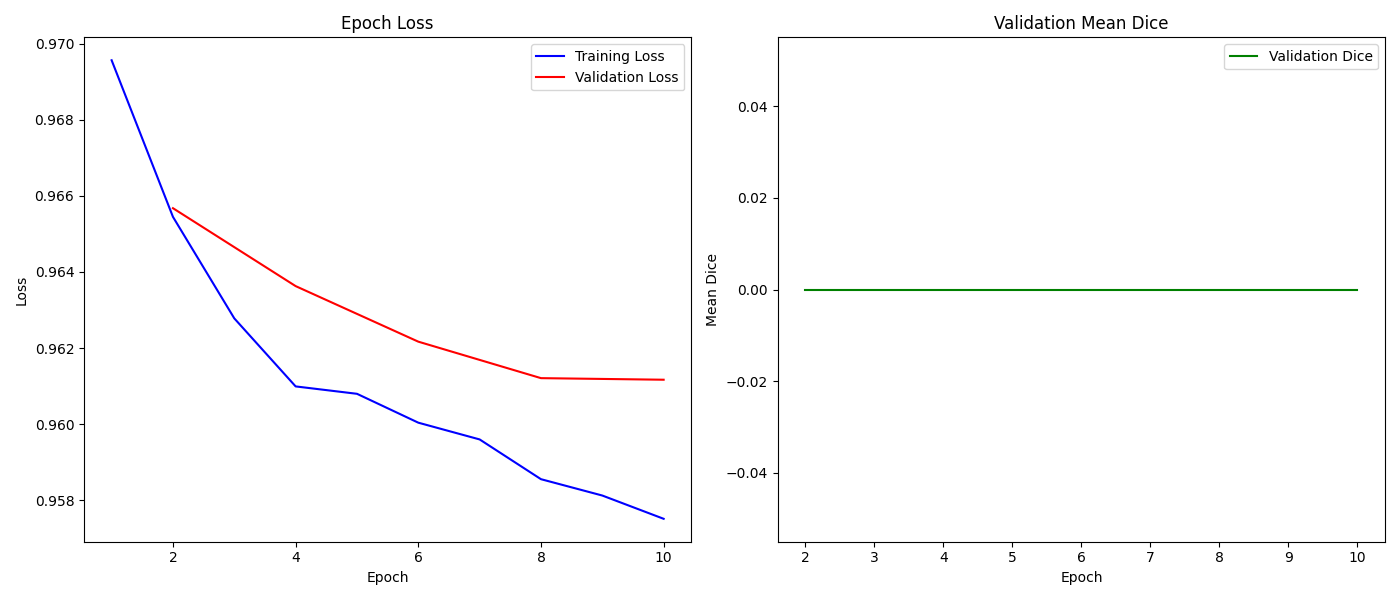 Epoch Loss
Training Loss
Validation Loss
0.970
0.968
0.966
0.964
0.962
0.960
0.958
Loss
2 4 6 8 10
Epoch
Validation Mean Dice
Validation Dice
0.04
0.02
0.00
−0.02
−0.04
Mean Dice
2 3 4 5 6 7 8 9 10
Epoch